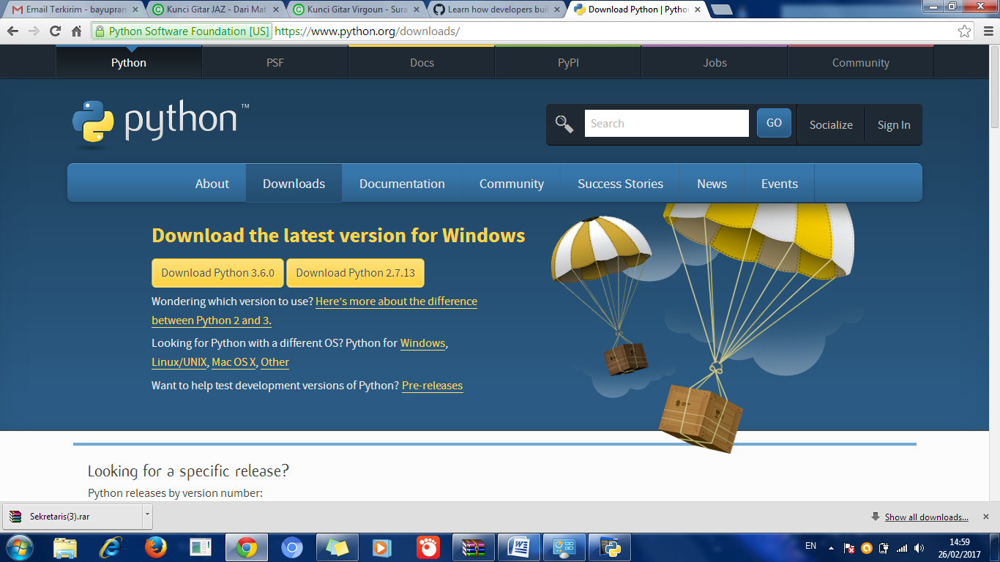 Email Terkirim - bayupram
Kunci Gitar JAZ - Dari Mat
Kunci Gitar Virgoun - Sura
Learn how developers buil
Download Python | Pytho
Python Software Foundation [US]
https://www.python.org/downloads/
Python
PSF
Docs
PyPI
Jobs
Community
python™
Search
GO
Socialize
Sign In
About
Downloads
Documentation
Community
Success Stories
News
Events
Download the latest version for Windows
Download Python 3.6.0
Download Python 2.7.13
Wondering which version to use? Here's more about the difference
between Python 2 and 3.
Looking for Python with a different OS? Python for Windows,
Linux/UNIX, Mac OS X, Other
Want to help test development versions of Python? Pre-releases
Looking for a specific release?
Python releases by version number:
Sekretaris(3).rar
Show all downloads...
EN
14:59
26/02/2017